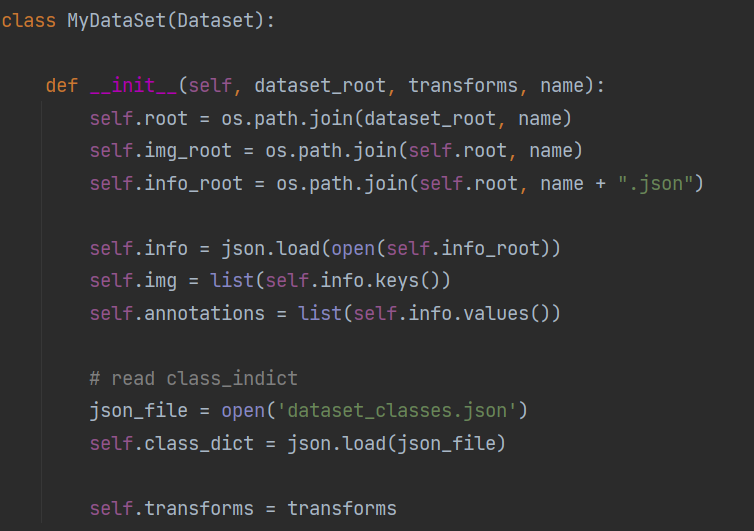 class MyDataSet(Dataset):
def __init__(self, dataset_root, transforms, name):
self.root = os.path.join(dataset_root, name)
self.img_root = os.path.join(self.root, name)
self.info_root = os.path.join(self.root, name + ".json")
self.info = json.load(open(self.info_root))
self.img = list(self.info.keys())
self.annotations = list(self.info.values())
# read class_indict
json_file = open('dataset_classes.json')
self.class_dict = json.load(json_file)
self.transforms = transforms